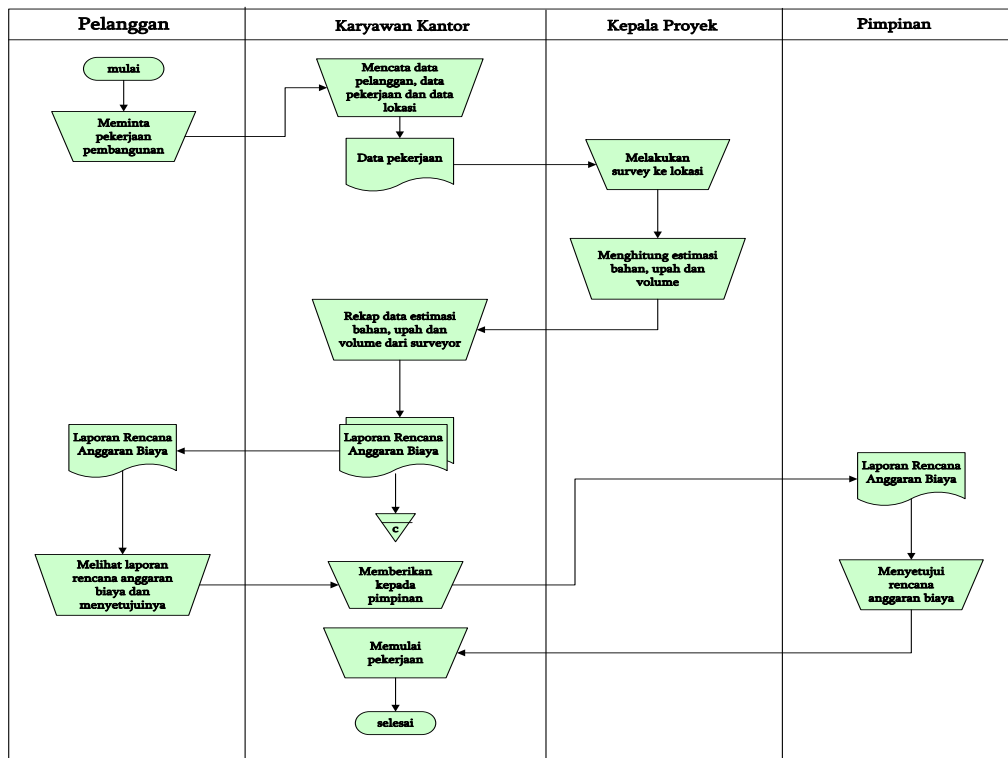 Pelanggan
Karyawan Kantor
Kepala Proyek
Pimpinan
mulai
Meminta
pekerjaan
pembangunan
Mencata data
pelanggan, data
pekerjaan dan data
lokasi
Data pekerjaan
Melakukan
survey ke lokasi
Menghitung estimasi
bahan, upah dan
volume
Rekap data estimasi
bahan, upah dan
volume dari surveyor
Laporan Rencana
Anggaran Biaya
Laporan Rencana
Anggaran Biaya
c
Melihat laporan
rencana anggaran
biaya dan
menyetujuinya
Memberikan
kepada
pimpinan
Laporan Rencana
Anggaran Biaya
Menyetujui
rencana
anggaran biaya
Memulai
pekerjaan
selesai